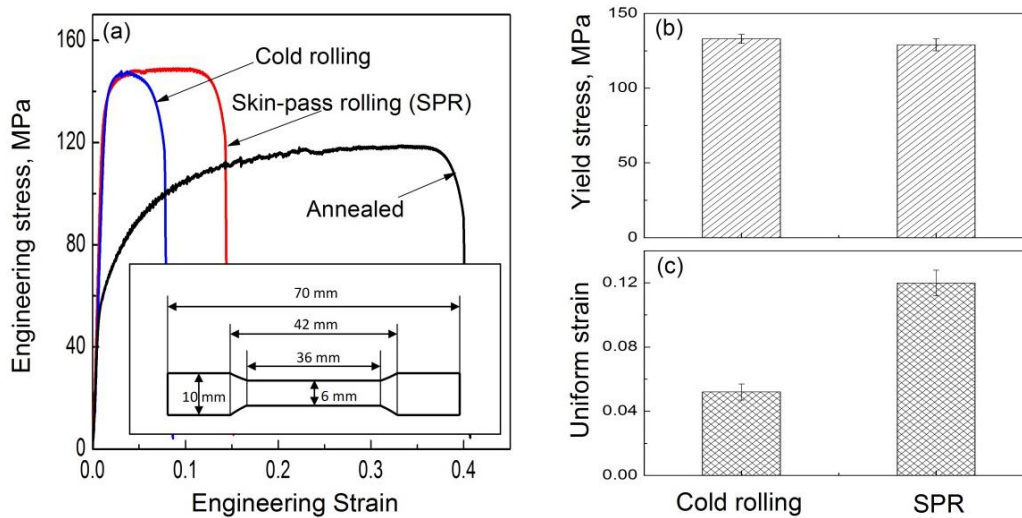 (a)
160
120
80
40
0
Engineering stress, MPa
Cold rolling
Skin-pass rolling (SPR)
Annealed
70 mm
42 mm
36 mm
10 mm
6 mm
0.0 0.1 0.2 0.3 0.4
Engineering Strain
(b)
150
100
50
0
Yield stress, MPa
(c)
0.12
0.08
0.04
0.00
Uniform strain
Cold rolling SPR